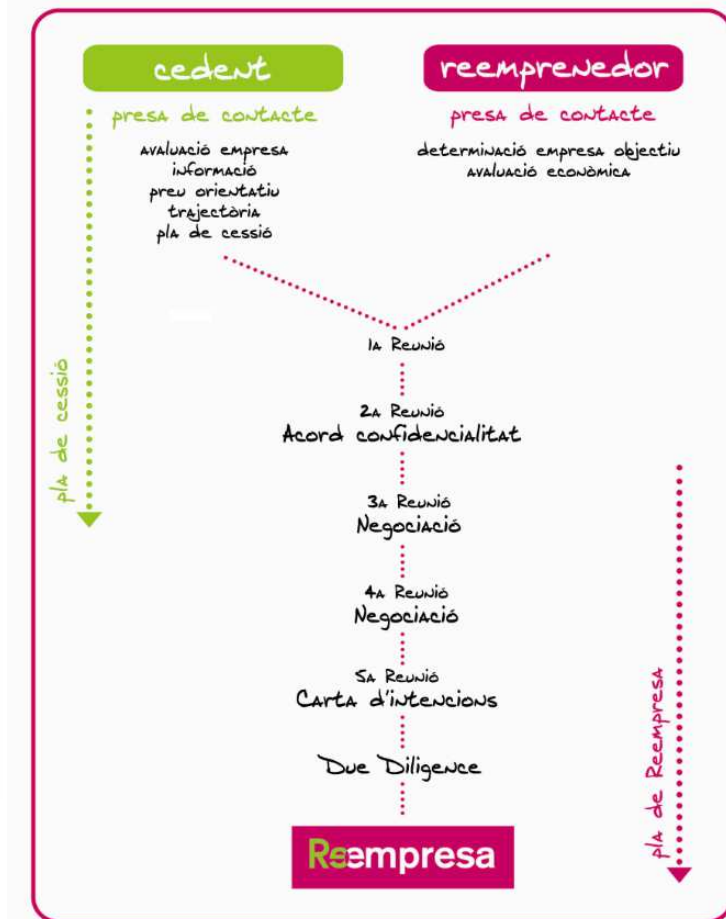 cedent
presa de contacte
avaluació empresa
informació
preu orientatiu
trajectòria
pla de cessió
reemprenedor
presa de contacte
determinació empresa objectiu
avaluació econòmica
pla de cessió
1a Reunió
2a Reunió
Acord confidencialitat
3a Reunió
Negociació
4a Reunió
Negociació
5a Reunió
Carta d'intencions
Due Diligence
Reempresa
pla de Reempresa